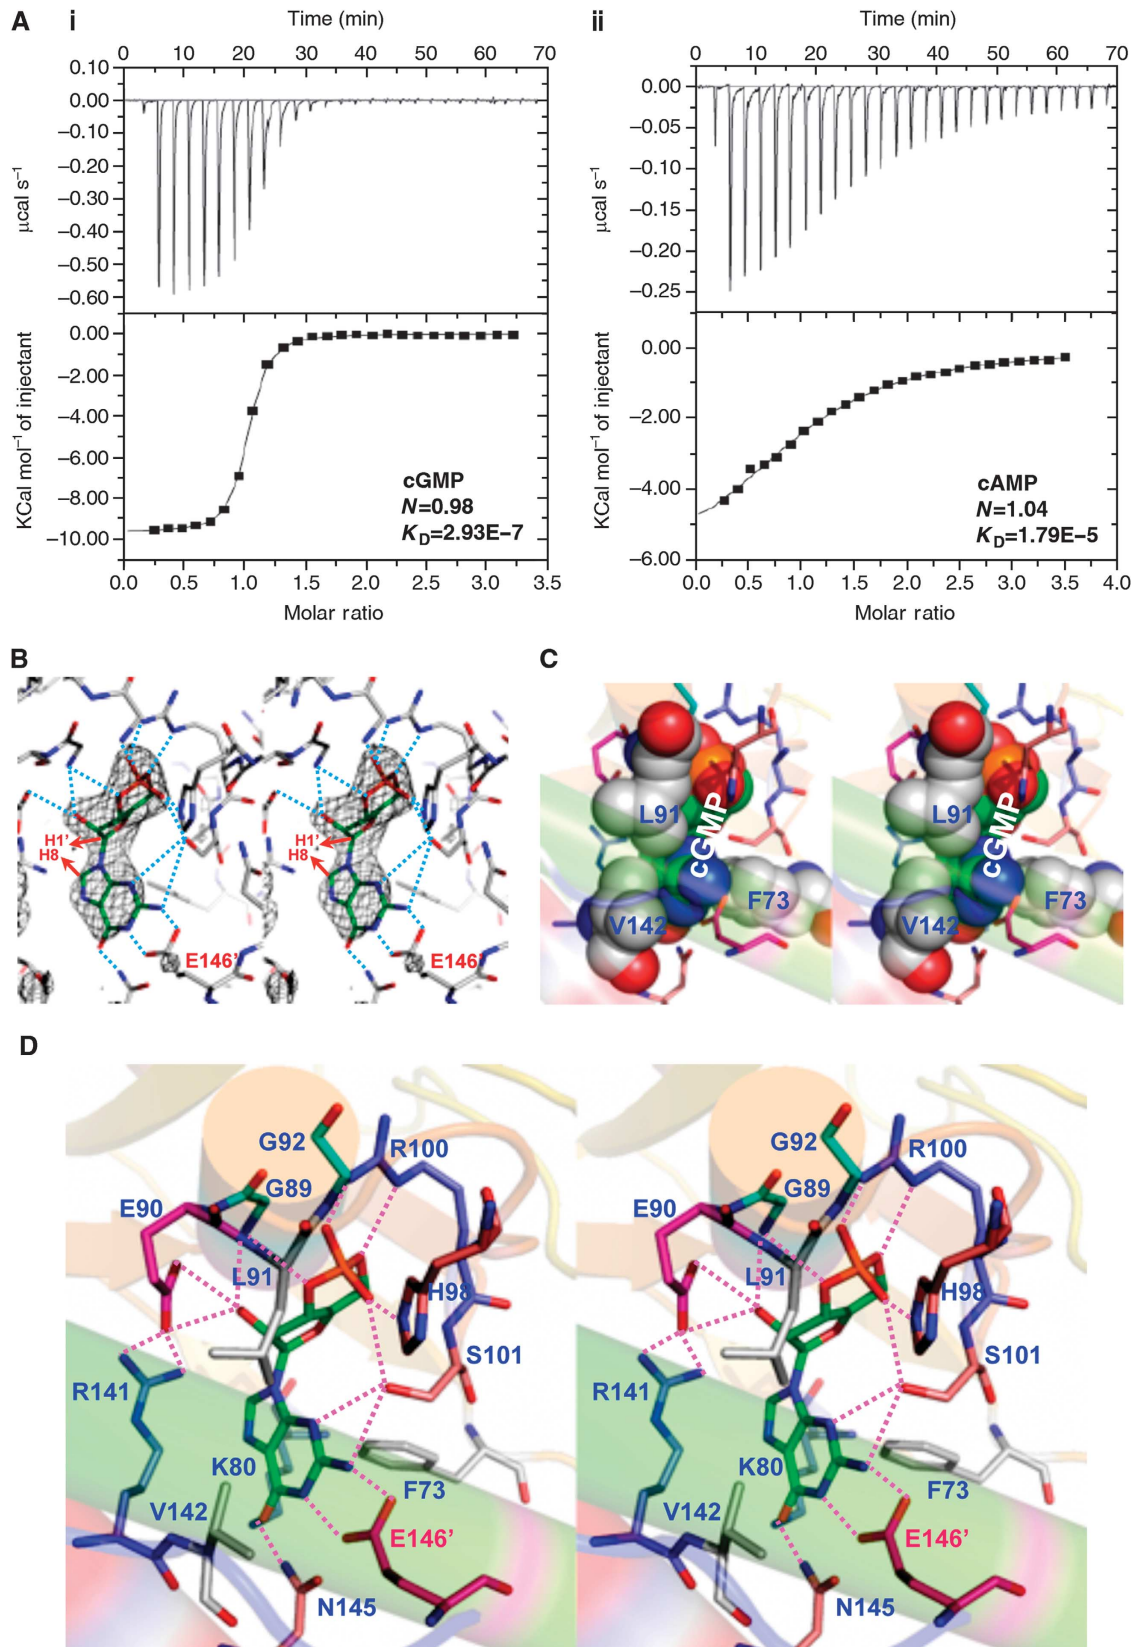 A i ii
Time (min)
0 10 20 30 40 50 60 70
0.10
0.00
−0.10
−0.20
−0.30
−0.40
−0.50
−0.60
μcal s⁻¹
0.00
−2.00
−4.00
−6.00
−8.00
−10.00
KCal mol⁻¹ of injectant
cGMP
N=0.98
K_D=2.93E−7
0.0 0.5 1.0 1.5 2.0 2.5 3.0 3.5
Molar ratio
Time (min)
0 10 20 30 40 50 60 70
0.00
−0.05
−0.10
−0.15
−0.20
−0.25
μcal s⁻¹
0.00
−2.00
−4.00
−6.00
KCal mol⁻¹ of injectant
cAMP
N=1.04
K_D=1.79E−5
0.0 0.5 1.0 1.5 2.0 2.5 3.0 3.5 4.0
Molar ratio
B
H1’ H1’
H8 H8
E146’ E146’
C
L91 L91
cGMP cGMP
F73 F73
V142 V142
D
G92 R100 G92 R100
G89 G89
E90 E90
L91 H98 L91 H98
S101 S101
R141 R141
K80 F73 K80 F73
V142 V142
E146’ E146’
N145 N145